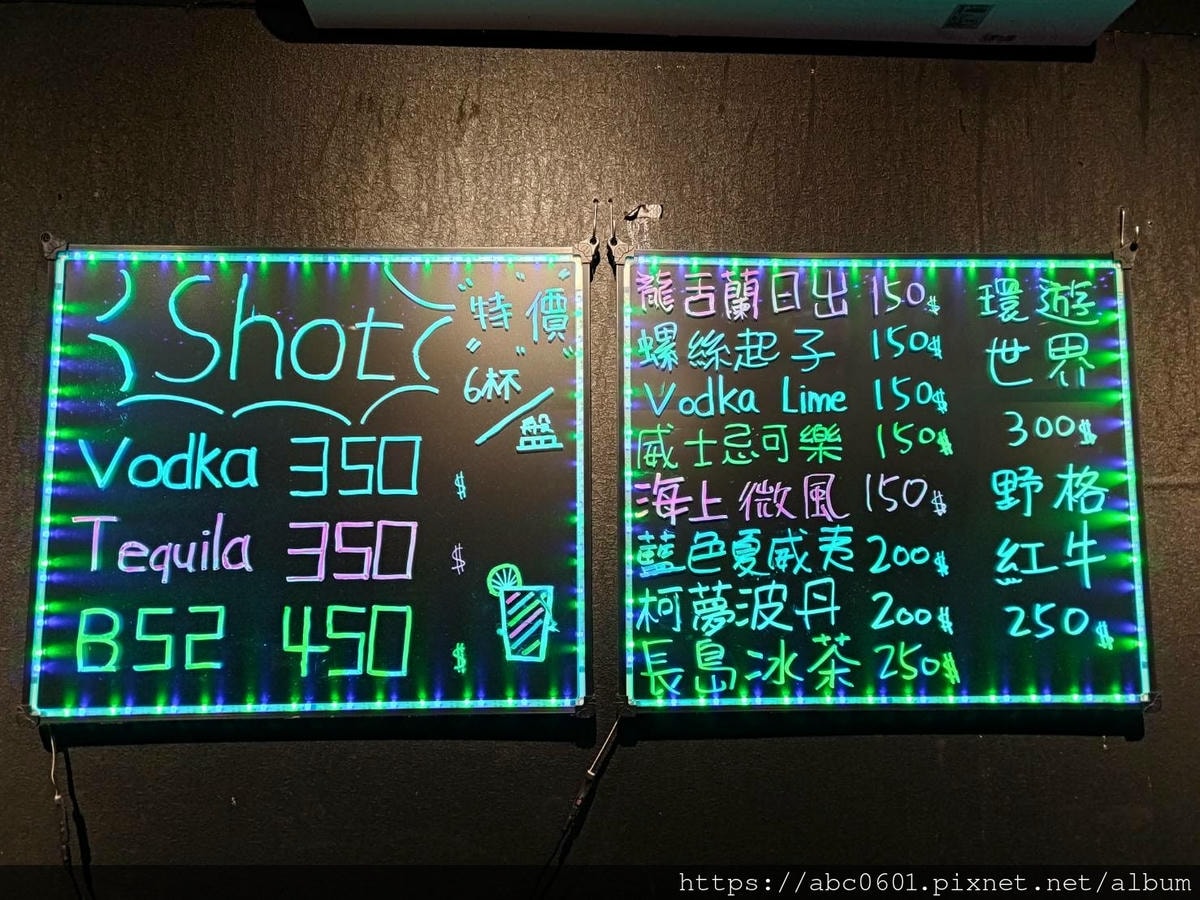 Shot
"特價"
6杯/盤
Vodka 350 $
Tequila 350 $
B52 450 $
龍舌蘭日出 150$
螺絲起子 150$
Vodka Lime 150$
威士忌可樂 150$
海上微風 150$
藍色夏威夷 200$
柯夢波丹 200$
長島冰茶 250$
環遊
世界
300$
野格
紅牛
250$
https://abc0601.pixnet.net/album